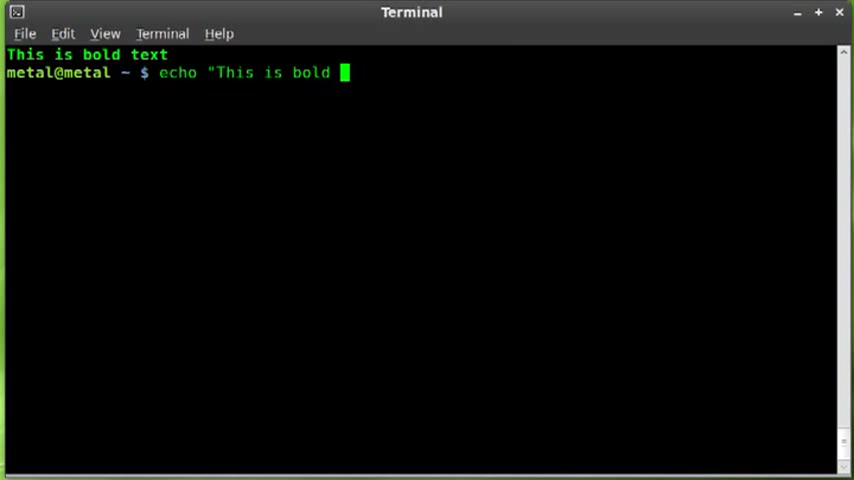 Terminal
File Edit View Terminal Help
This is bold text
metal@metal ~ $ echo "This is bold